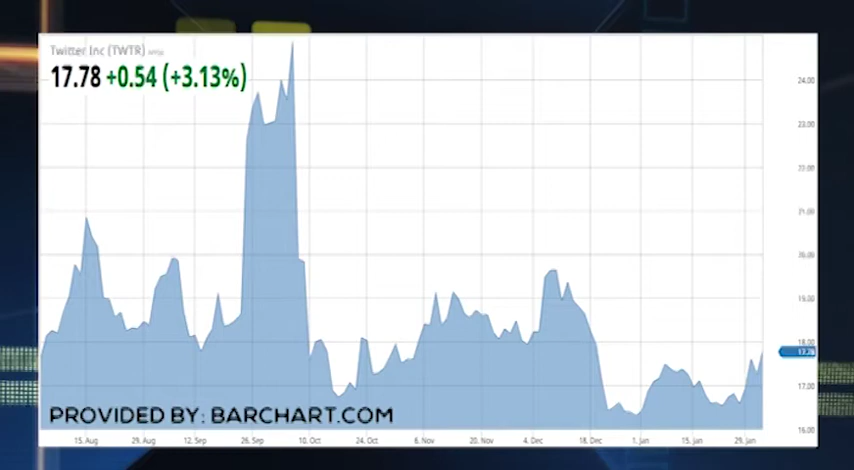 Twitter Inc (TWTR)
17.78 +0.54 (+3.13%)
24.00
23.00
22.00
21.00
20.00
19.00
18.00
17.78
17.00
16.00
PROVIDED BY: BARCHART.COM
15. Aug 29. Aug 12. Sep 26. Sep 10. Oct 24. Oct 6. Nov 20. Nov 4. Dec 18. Dec 1. Jan 15. Jan 29. Jan